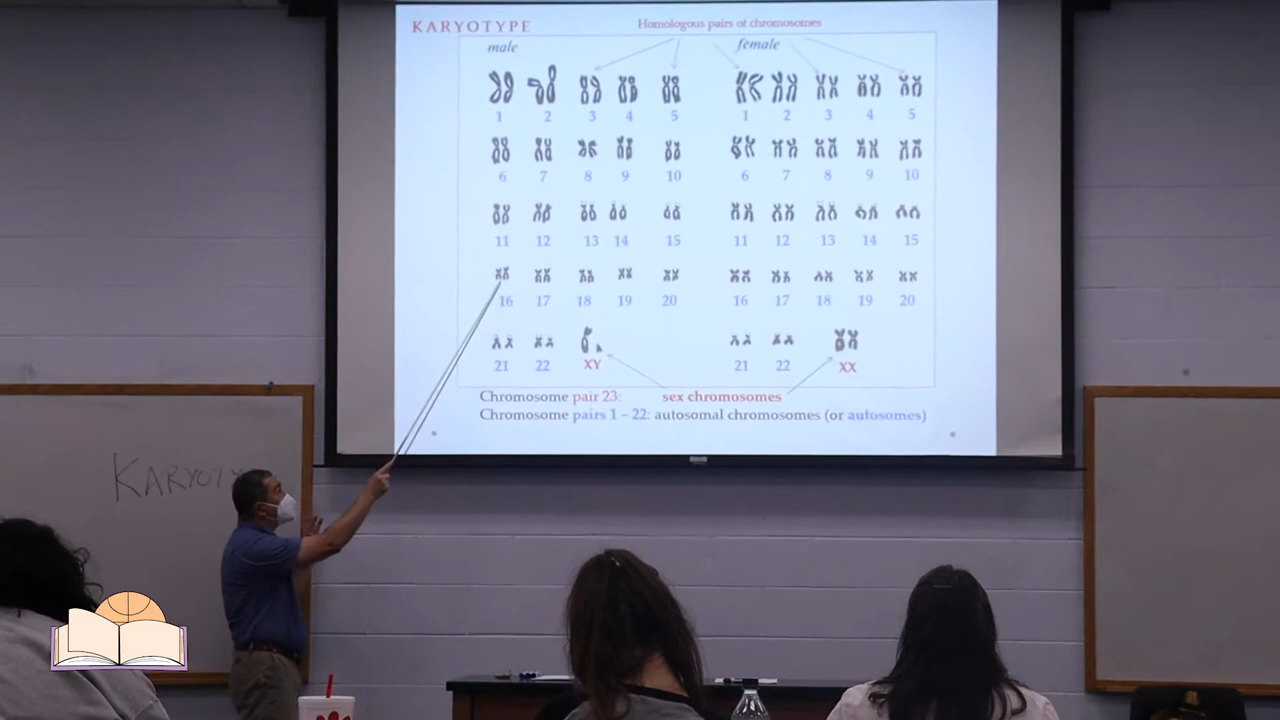 KARYOTYPE
Homologous pairs of chromosomes
male
female
1 2 3 4 5
1 2 3 4 5
6 7 8 9 10
6 7 8 9 10
11 12 13 14 15
11 12 13 14 15
16 17 18 19 20
16 17 18 19 20
21 22 XY
21 22 XX
Chromosome pair 23: sex chromosomes
Chromosome pairs 1 – 22: autosomal chromosomes (or autosomes)